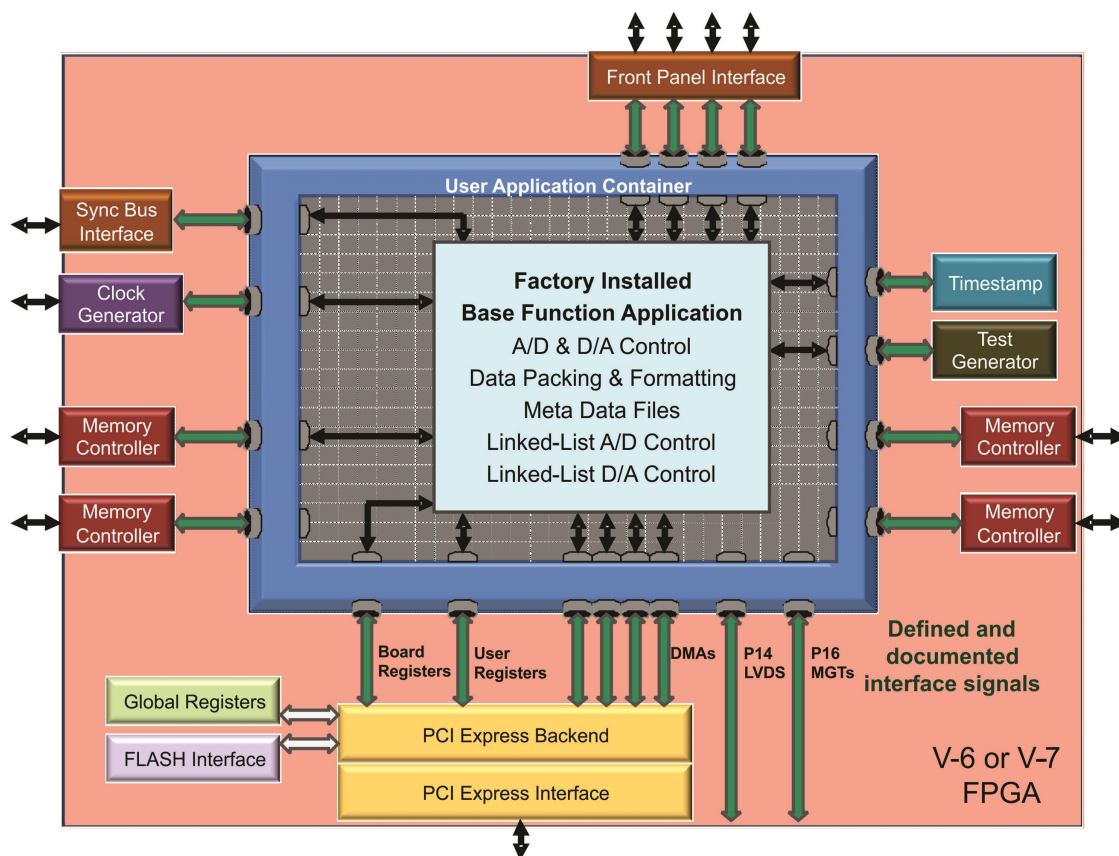 Front Panel Interface
User Application Container
Sync Bus
Interface
Clock
Generator
Memory
Controller
Memory
Controller
Factory Installed
Base Function Application
A/D & D/A Control
Data Packing & Formatting
Meta Data Files
Linked-List A/D Control
Linked-List D/A Control
Timestamp
Test
Generator
Memory
Controller
Memory
Controller
Board
Registers
User
Registers
DMAs
P14
LVDS
P16
MGTs
Defined and
documented
interface signals
Global Registers
FLASH Interface
PCI Express Backend
PCI Express Interface
V-6 or V-7
FPGA